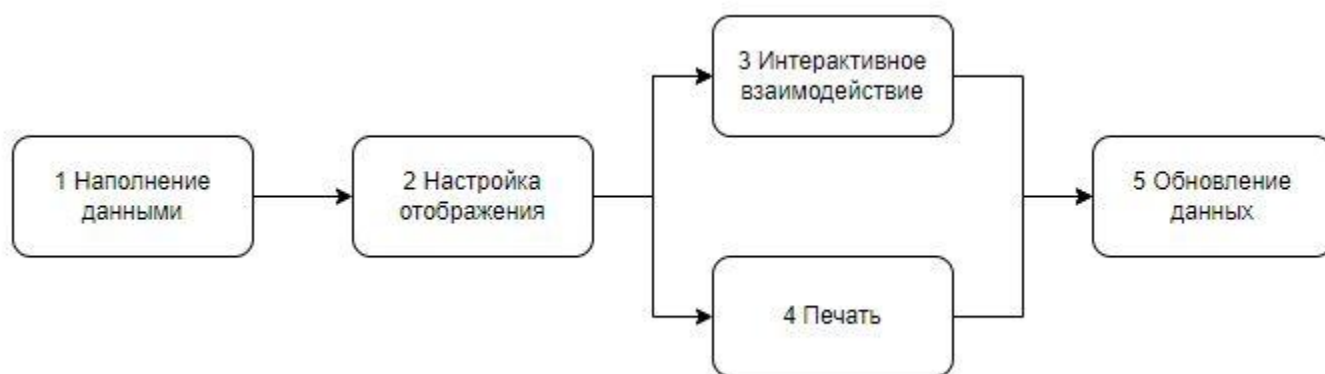 1 Наполнение
данными
2 Настройка
отображения
3 Интерактивное
взаимодействие
4 Печать
5 Обновление
данных